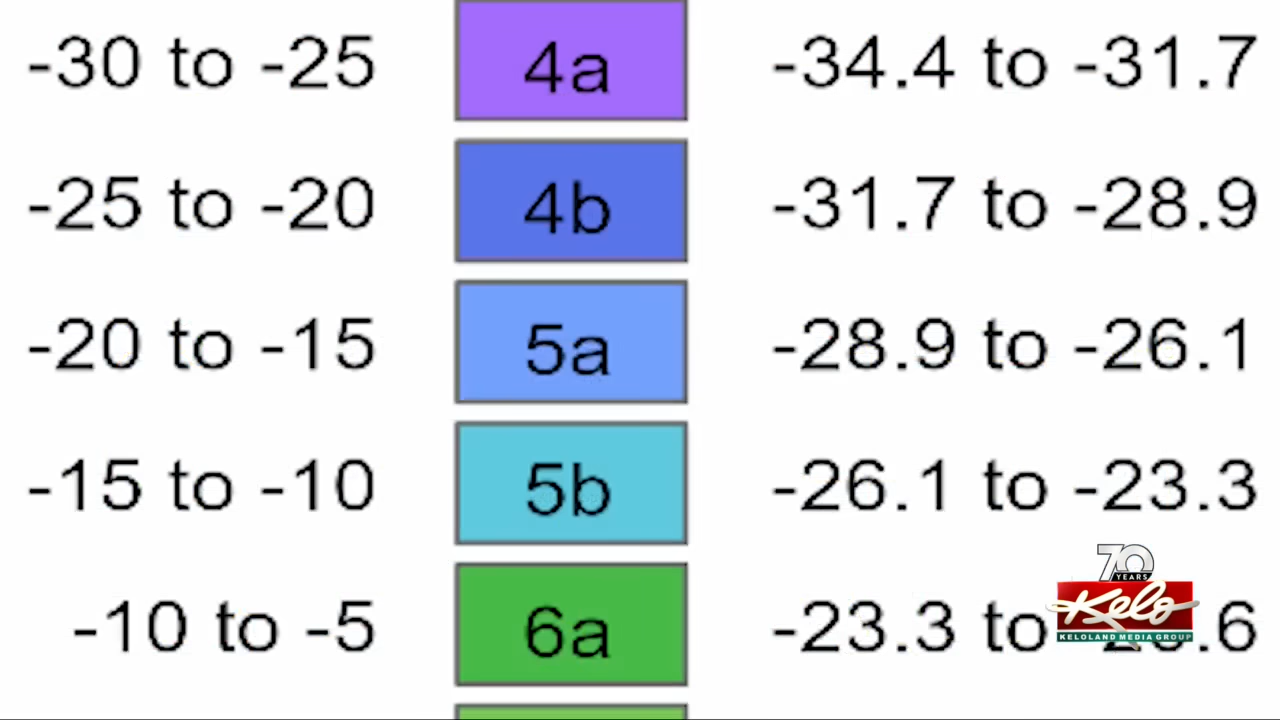 -30 to -25 4a -34.4 to -31.7
-25 to -20 4b -31.7 to -28.9
-20 to -15 5a -28.9 to -26.1
-15 to -10 5b -26.1 to -23.3
-10 to -5 6a -23.3 to
70
YEARS
Kelo
KELOLAND MEDIA GROUP